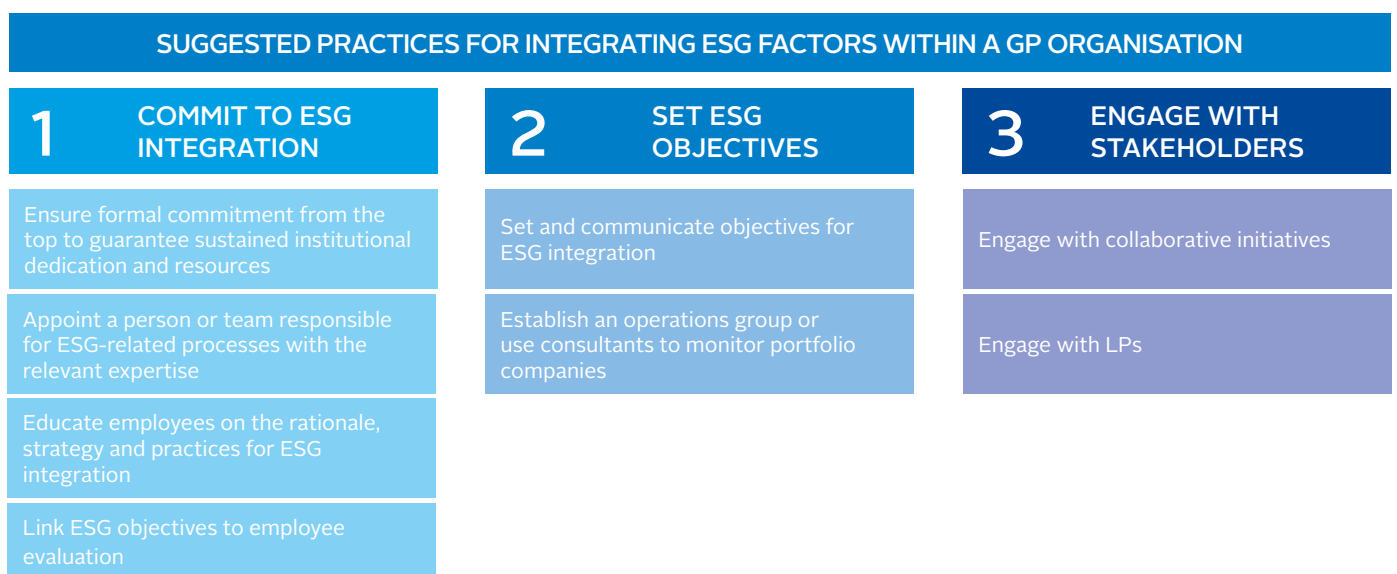 SUGGESTED PRACTICES FOR INTEGRATING ESG FACTORS WITHIN A GP ORGANISATION
1
COMMIT TO ESG
INTEGRATION
Ensure formal commitment from the
top to guarantee sustained institutional
dedication and resources
Appoint a person or team responsible
for ESG-related processes with the
relevant expertise
Educate employees on the rationale,
strategy and practices for ESG
integration
Link ESG objectives to employee
evaluation
2
SET ESG
OBJECTIVES
Set and communicate objectives for
ESG integration
Establish an operations group or
use consultants to monitor portfolio
companies
3
ENGAGE WITH
STAKEHOLDERS
Engage with collaborative initiatives
Engage with LPs